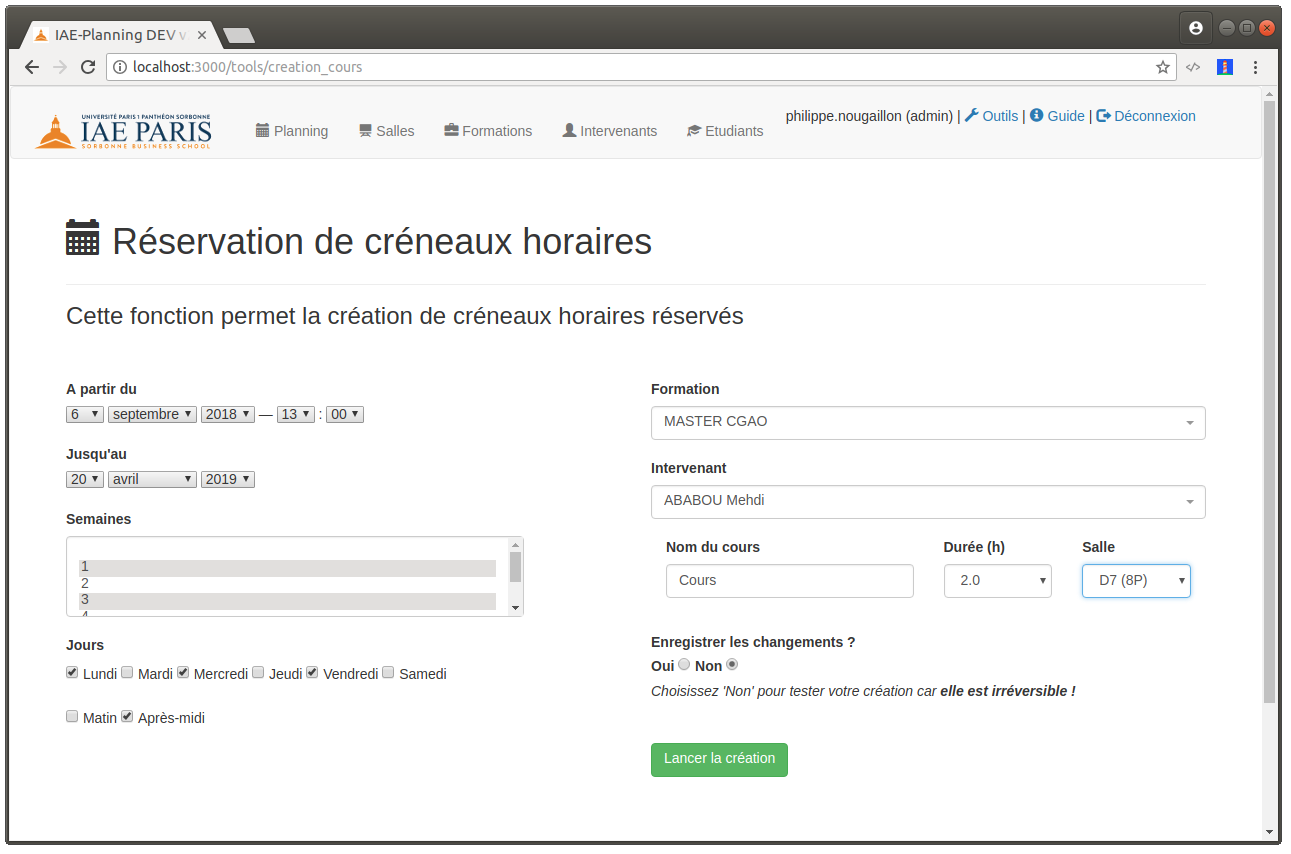 IAE-Planning DEV v
localhost:3000/tools/creation_cours
UNIVERSITÉ PARIS 1 PANTHÉON SORBONNE
IAE PARIS
SORBONNE BUSINESS SCHOOL
Planning
Salles
Formations
Intervenants
Etudiants
philippe.nougaillon (admin) | Outils | Guide | Déconnexion
Réservation de créneaux horaires
Cette fonction permet la création de créneaux horaires réservés
A partir du
6 septembre 2018 — 13 : 00
Jusqu'au
20 avril 2019
Semaines
1
2
3
4
Jours
Lundi Mardi Mercredi Jeudi Vendredi Samedi
Matin Après-midi
Formation
MASTER CGAO
Intervenant
ABABOU Mehdi
Nom du cours Durée (h) Salle
Cours 2.0 D7 (8P)
Enregistrer les changements ?
Oui Non
Choisissez 'Non' pour tester votre création car elle est irréversible !
Lancer la création